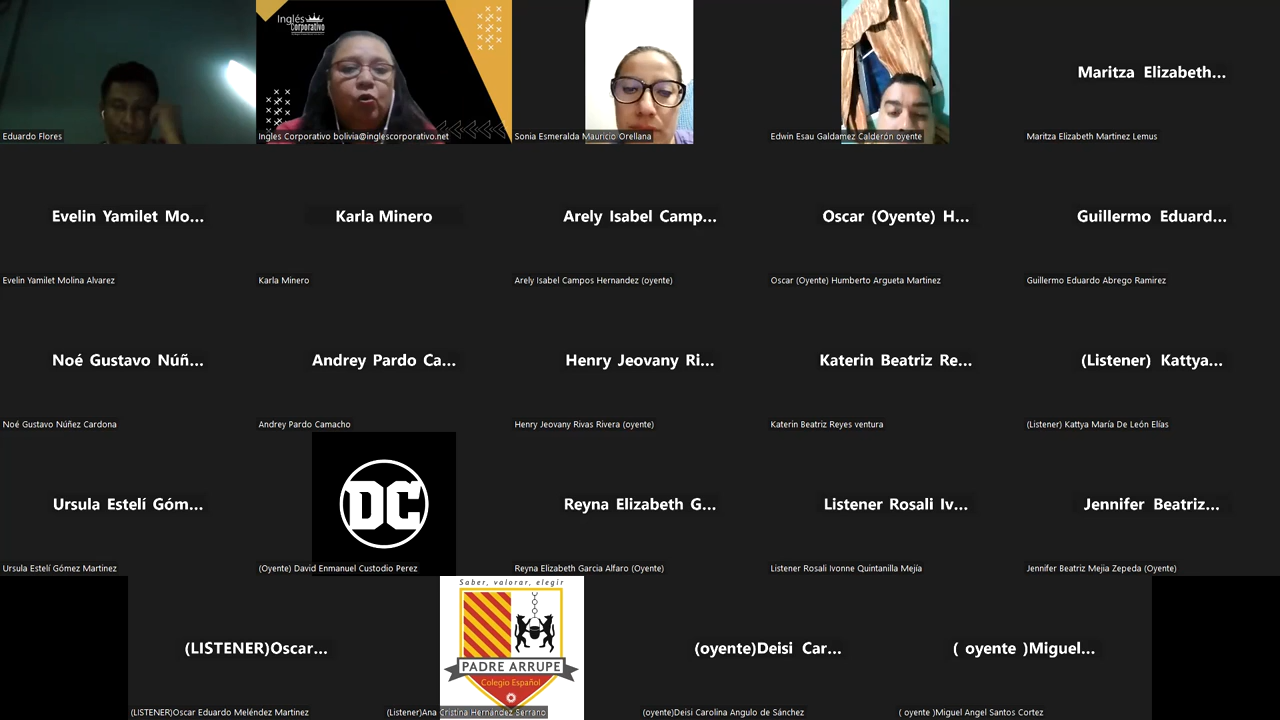 Inglés
Corporativo
Eduardo Flores
Ingles Corporativo bolivia@inglescorporativo.net
Sonia Esmeralda Mauricio Orellana
Edwin Esau Galdamez Calderón oyente
Maritza Elizabeth...
Maritza Elizabeth Martinez Lemus
Evelin Yamilet Mo...
Evelin Yamilet Molina Alvarez
Karla Minero
Karla Minero
Arely Isabel Camp...
Arely Isabel Campos Hernandez (oyente)
Oscar (Oyente) H...
Oscar (Oyente) Humberto Argueta Martinez
Guillermo Eduard...
Guillermo Eduardo Abrego Ramirez
Noé Gustavo Núñ...
Noé Gustavo Núñez Cardona
Andrey Pardo Ca...
Andrey Pardo Camacho
Henry Jeovany Ri...
Henry Jeovany Rivas Rivera (oyente)
Katerin Beatriz Re...
Katerin Beatriz Reyes ventura
(Listener) Kattya...
(Listener) Kattya María De León Elías
Ursula Estelí Góm...
Ursula Estelí Gómez Martinez
DC
(Oyente) David Enmanuel Custodio Perez
Reyna Elizabeth G...
Reyna Elizabeth Garcia Alfaro (Oyente)
Listener Rosali Iv...
Listener Rosali Ivonne Quintanilla Mejía
Jennifer Beatriz...
Jennifer Beatriz Mejia Zepeda (Oyente)
(LISTENER)Oscar...
(LISTENER)Oscar Eduardo Meléndez Martinez
Saber, valorar, elegir
PADRE ARRUPE
Colegio Español
(Listener)Ana Cristina Hernández Serrano
(oyente)Deisi Car...
(oyente)Deisi Carolina Angulo de Sánchez
( oyente )Miguel...
( oyente )Miguel Angel Santos Cortez